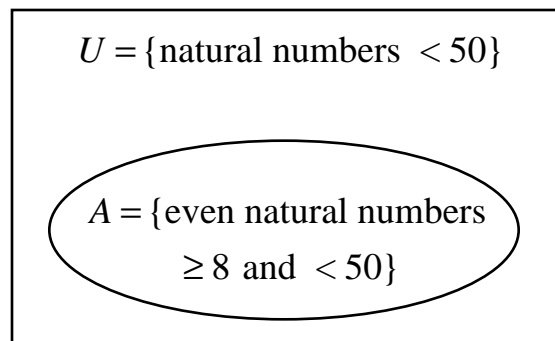 U = {natural numbers < 50}
A = {even natural numbers
≥ 8 and < 50}